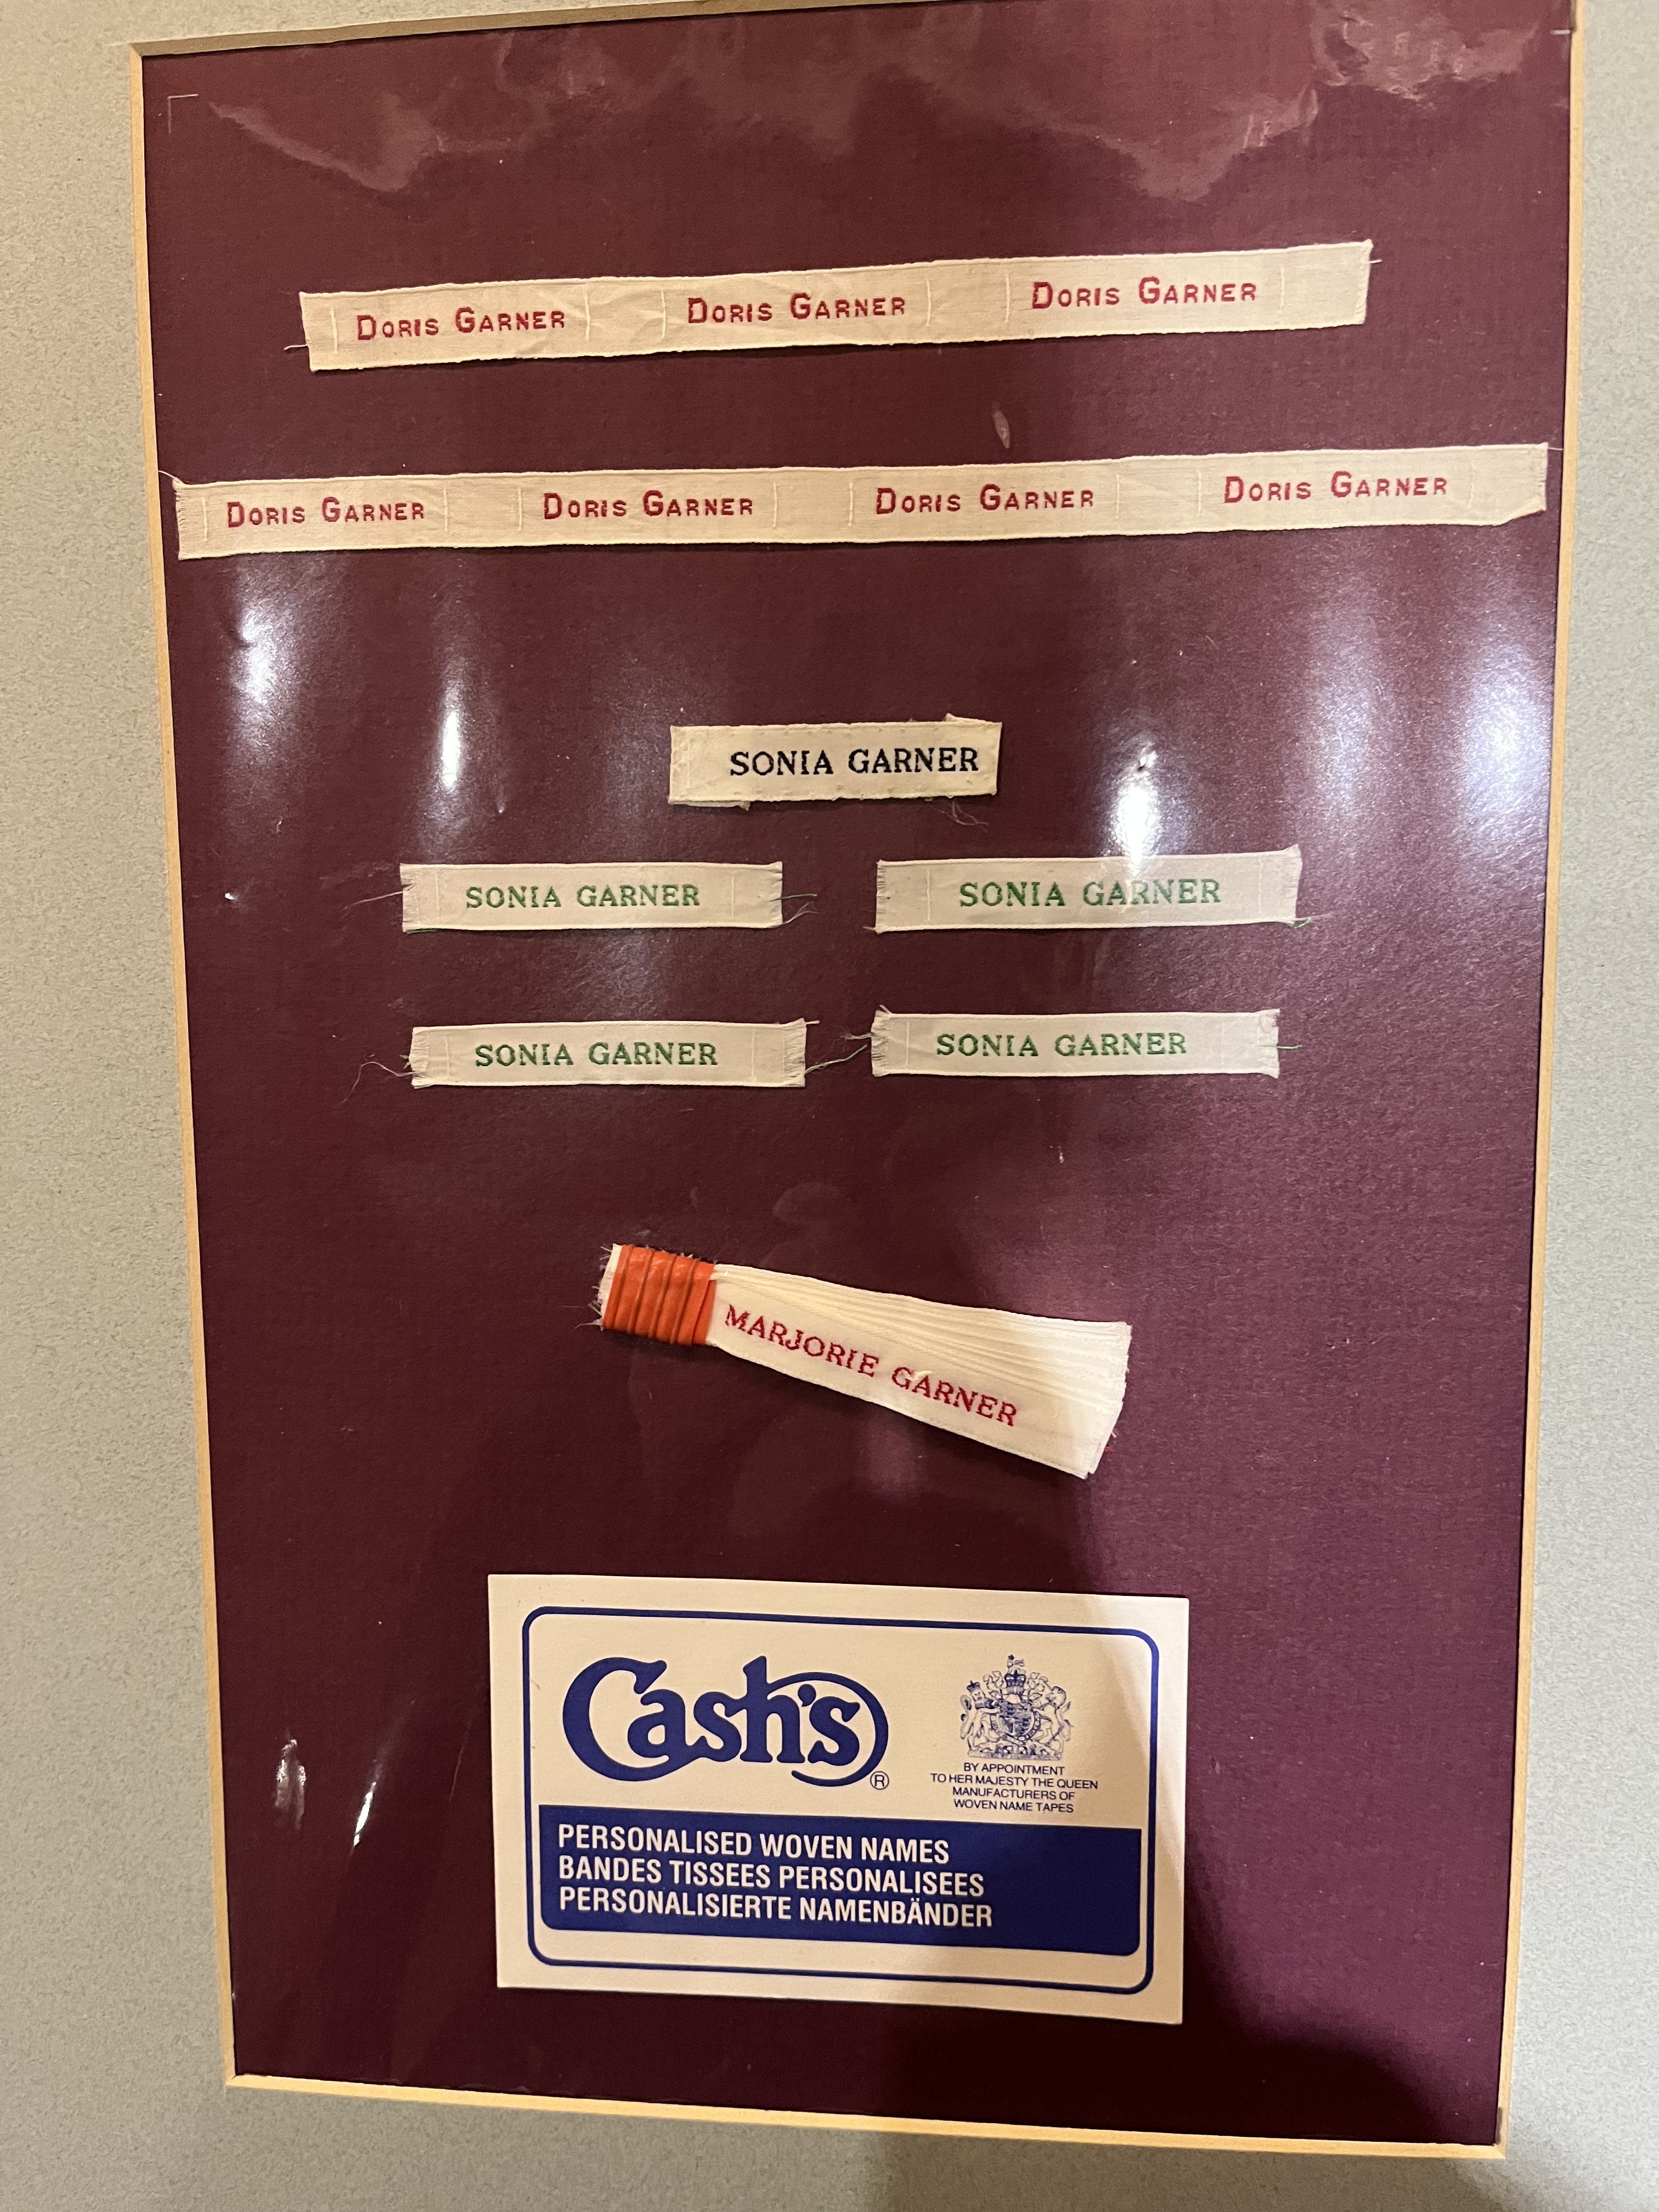 DORIS GARNER DORIS GARNER DORIS GARNER
DORIS GARNER DORIS GARNER DORIS GARNER DORIS GARNER
SONIA GARNER
SONIA GARNER SONIA GARNER
SONIA GARNER SONIA GARNER
MARJORIE GARNER
Cash's ®
BY APPOINTMENT
TO HER MAJESTY THE QUEEN
MANUFACTURERS OF
WOVEN NAME TAPES
PERSONALISED WOVEN NAMES
BANDES TISSEES PERSONALISEES
PERSONALISIERTE NAMENBÄNDER